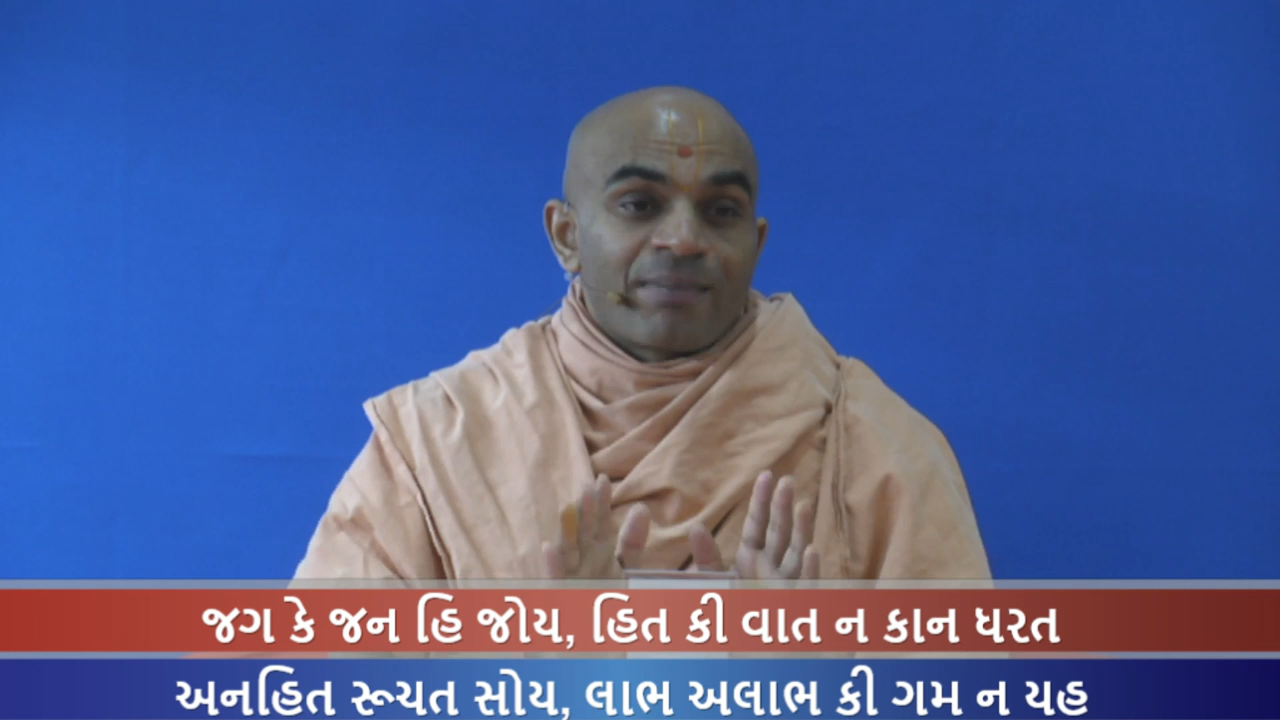 જગ કે જન હિ જોય, હિત કી વાત ન કાન ધરત
અનહિત રૂચત સોય, લાભ અલાભ કી ગમ ન યહ